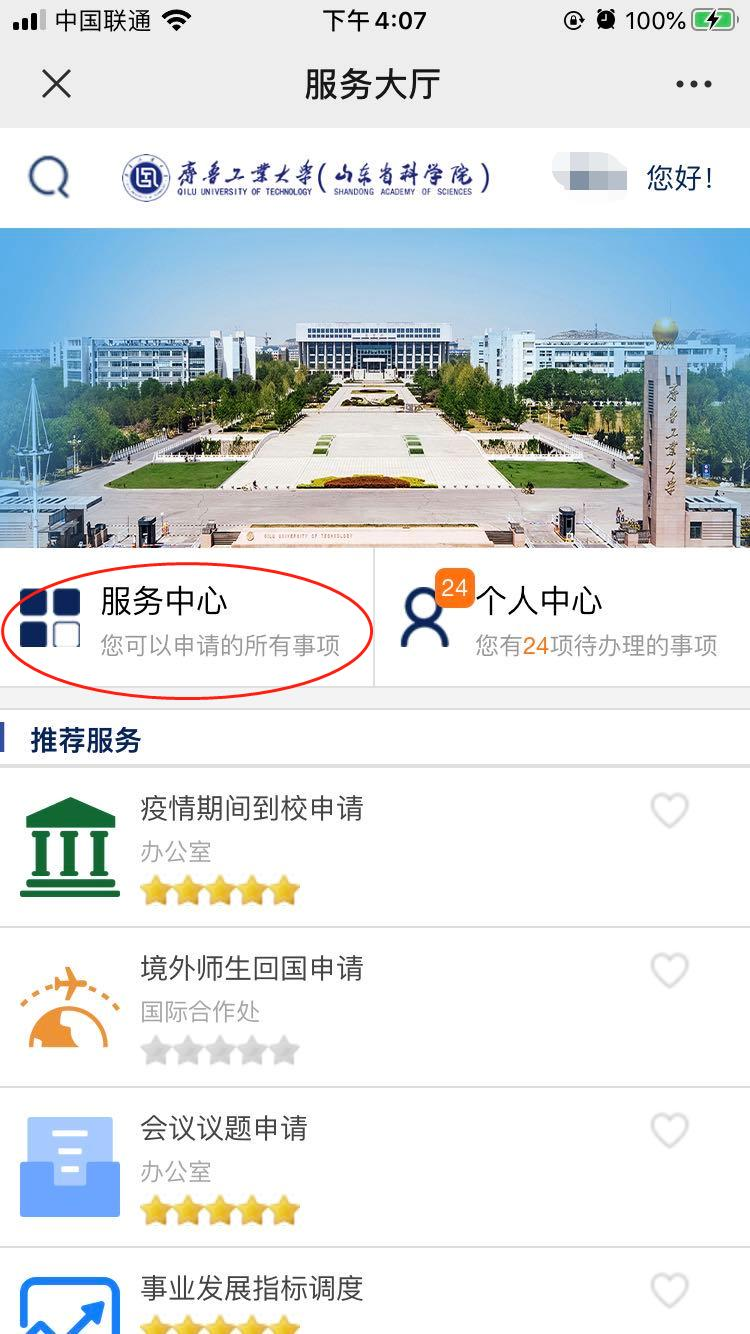 中国联通
下午4:07
100%
服务大厅
齐鲁工业大学(山东省科学院)
QILU UNIVERSITY OF TECHNOLOGY SHANDONG ACADEMY OF SCIENCES
您好!
齐鲁工业大学
QILU UNIVERSITY OF TECHNOLOGY
服务中心
您可以申请的所有事项
24
个人中心
您有24项待办理的事项
推荐服务
疫情期间到校申请
办公室
境外师生回国申请
国际合作处
会议议题申请
办公室
事业发展指标调度